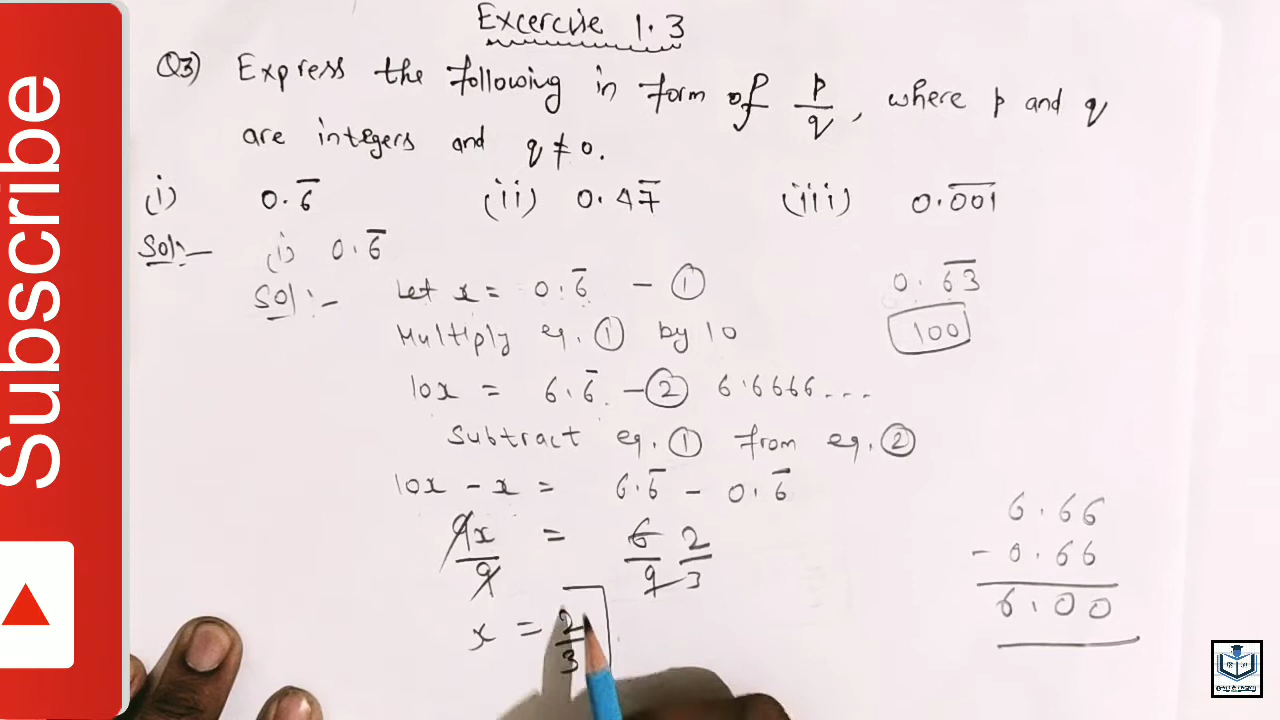 Excercise 1.3
Q3) Express the following in form of p/q, where p and q
are integers and q ≠ 0.
(i) 0.6̅ (ii) 0.47̅ (iii) 0.0̅0̅1̅
Sol:- (i) 0.6̅
Sol:- Let x = 0.6̅ - ①
Multiply eq. ① by 10
10x = 6.6̅ - ② 6.6666...
Subtract eq. ① from eq. ②
10x - x = 6.6̅ - 0.6̅
9x/9 = 6/9 2/3
x = 2/3
0.6̅3̅
100
6.66
- 0.66
6.00
Subscribe